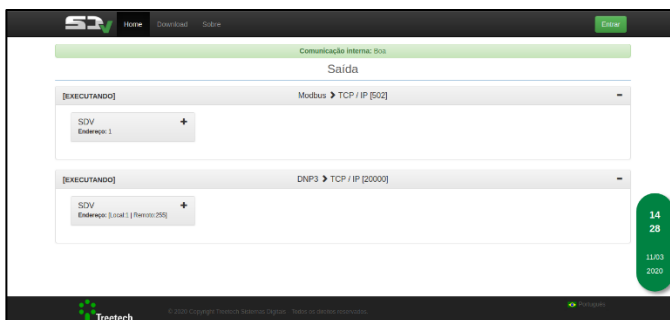 SDV Home Download Sobre Entrar
Comunicação interna: Boa
Saída
[EXECUTANDO] Modbus > TCP / IP [502] -
SDV +
Endereço: 1
[EXECUTANDO] DNP3 > TCP / IP [20000] -
SDV +
Endereço: [Local:1 | Remoto:255]
14
28
11/03
2020
Treetech © 2020 Copyright Treetech Sistemas Digitais - Todos os direitos reservados. Português